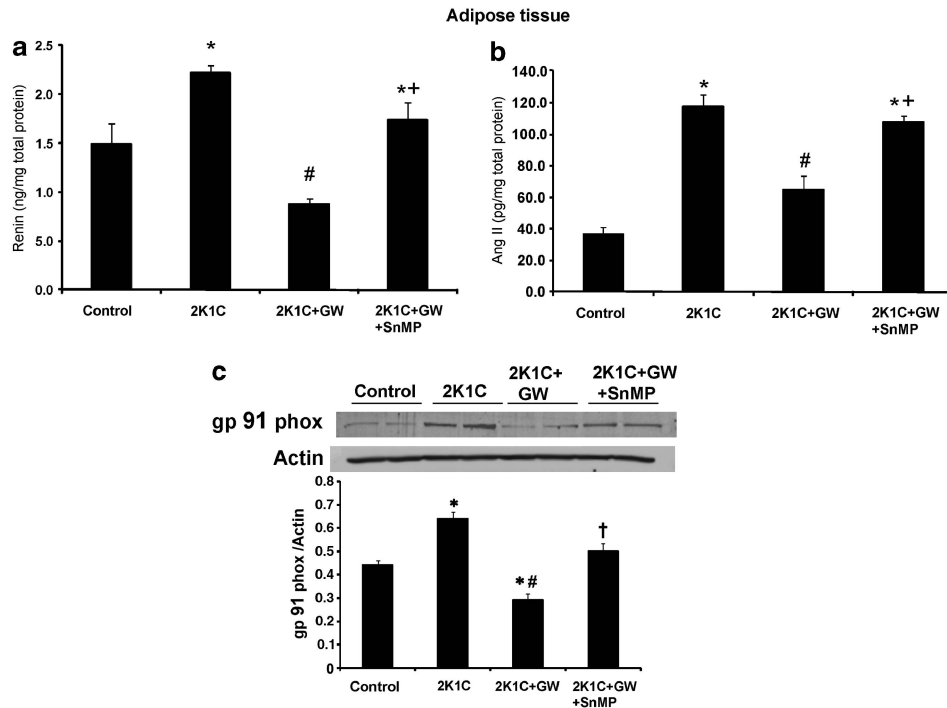 Adipose tissue
a
Renin (ng/mg total protein)
2.5
2.0
1.5
1.0
5.0
0.0
*
#
*+
Control
2K1C
2K1C+GW
2K1C+GW
+SnMP
b
Ang II (pg/mg total protein)
140.0
120.0
100.0
80.0
60.0
40.0
20.0
0.0
*
#
*+
Control
2K1C
2K1C+GW
2K1C+GW
+SnMP
c
Control
2K1C
2K1C+
GW
2K1C+GW
+SnMP
gp 91 phox
Actin
gp 91 phox /Actin
0.8
0.7
0.6
0.5
0.4
0.3
0.2
0.1
0
*
*#
†
Control
2K1C
2K1C+GW
2K1C+GW
+SnMP